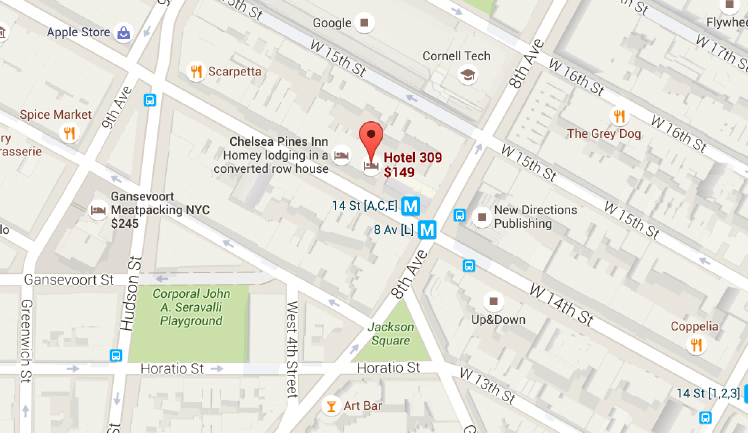 Google
Flywhee
Apple Store
W 17th St
W 15th St
8th Ave
Cornell Tech
W 16th St
Scarpetta
9th Ave
Spice Market
The Grey Dog
W 16th St
ry
rasserie
Chelsea Pines Inn
Homey lodging in a
converted row house
Hotel 309
$149
W 15th St
Gansevoort
Meatpacking NYC
$245
14 St [A,C,E]
M
New Directions
Publishing
8 Av [L]
M
lo
Gansevoort St
Hudson St
Corporal John
A. Seravalli
Playground
8th Ave
W 14th St
Greenwich St
West 4th Street
Up&Down
Jackson
Square
Coppelia
Horatio St
Horatio St
W 13th St
14 St [1,2,3]
Art Bar